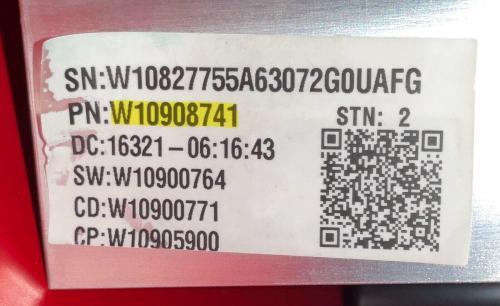 SN:W10827755A63072G0UAFG
PN:W10908741 STN: 2
DC:16321-06:16:43
SW:W10900764
CD:W10900771
CP:W10905900